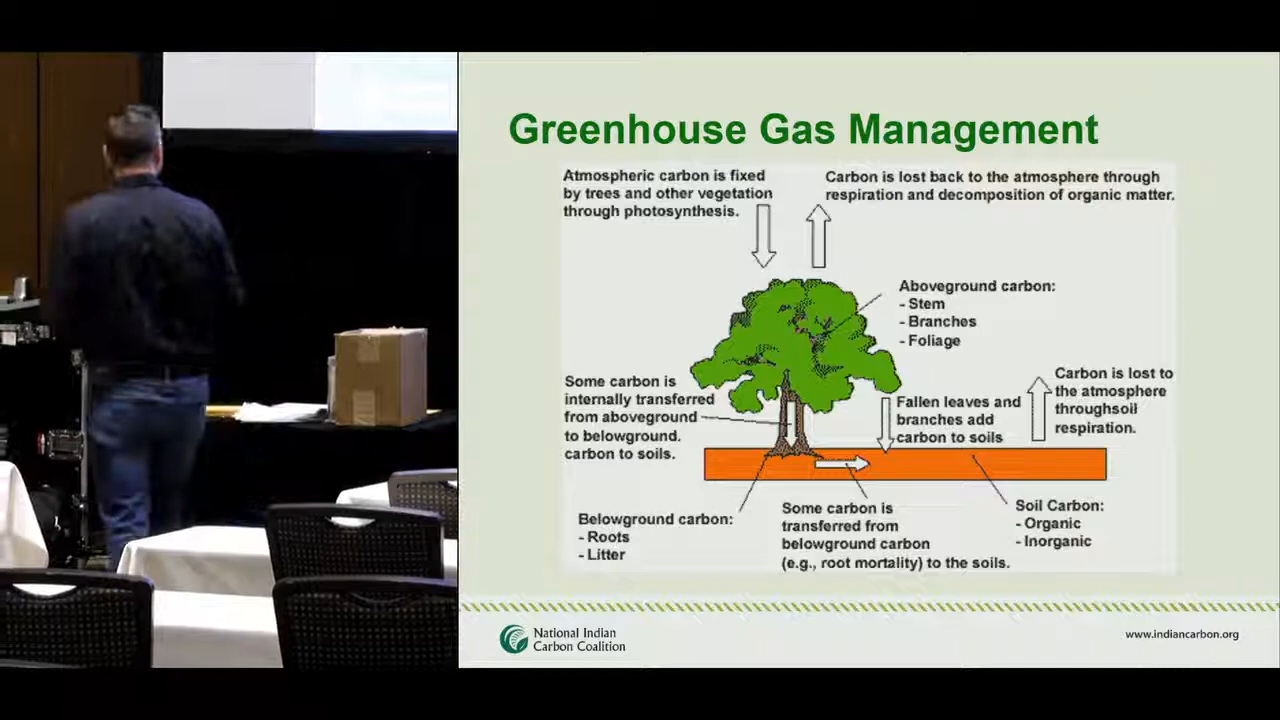 Greenhouse Gas Management
Atmospheric carbon is fixed
by trees and other vegetation
through photosynthesis.
Carbon is lost back to the atmosphere through
respiration and decomposition of organic matter.
Aboveground carbon:
- Stem
- Branches
- Foliage
Some carbon is
internally transferred
from aboveground
to belowground.
carbon to soils.
Fallen leaves and
branches add
carbon to soils
Carbon is lost to
the atmosphere
throughsoil
respiration.
Belowground carbon:
- Roots
- Litter
Some carbon is
transferred from
belowground carbon
(e.g., root mortality) to the soils.
Soil Carbon:
- Organic
- Inorganic
National Indian
Carbon Coalition
www.indiancarbon.org